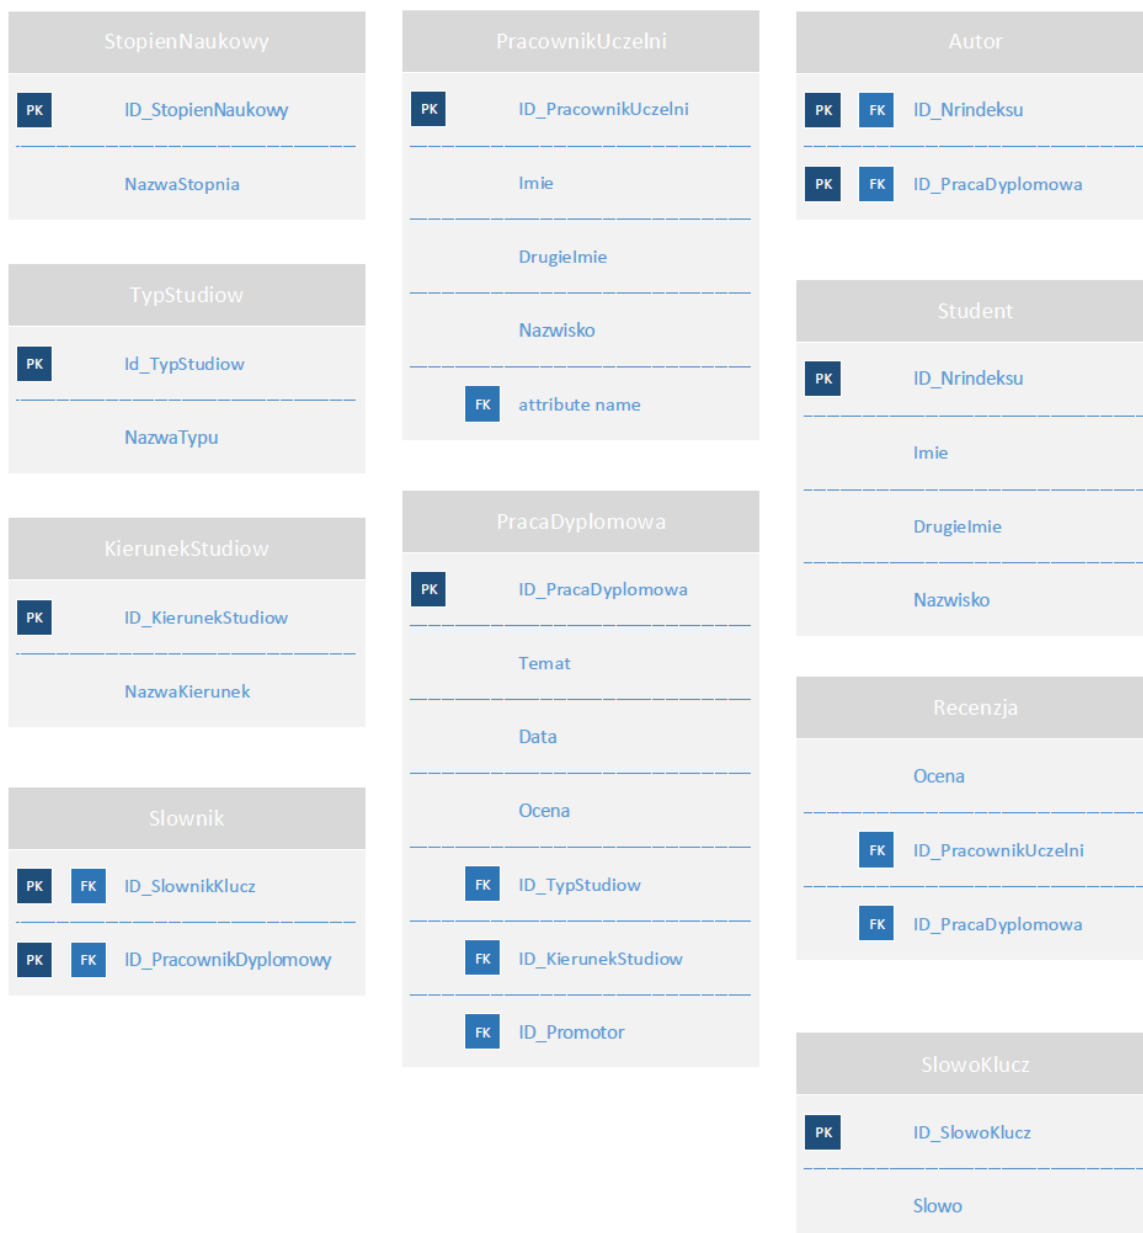 StopienNaukowy
PK ID_StopienNaukowy
NazwaStopnia
TypStudiow
PK Id_TypStudiow
NazwaTypu
KierunekStudiow
PK ID_KierunekStudiow
NazwaKierunek
Slownik
PK FK ID_SlownikKlucz
PK FK ID_PracownikDyplomowy
PracownikUczelni
PK ID_PracownikUczelni
Imie
DrugieImie
Nazwisko
FK attribute name
PracaDyplomowa
PK ID_PracaDyplomowa
Temat
Data
Ocena
FK ID_TypStudiow
FK ID_KierunekStudiow
FK ID_Promotor
Autor
PK FK ID_Nrindeksu
PK FK ID_PracaDyplomowa
Student
PK ID_Nrindeksu
Imie
DrugieImie
Nazwisko
Recenzja
Ocena
FK ID_PracownikUczelni
FK ID_PracaDyplomowa
SlowoKlucz
PK ID_SlowoKlucz
Slowo